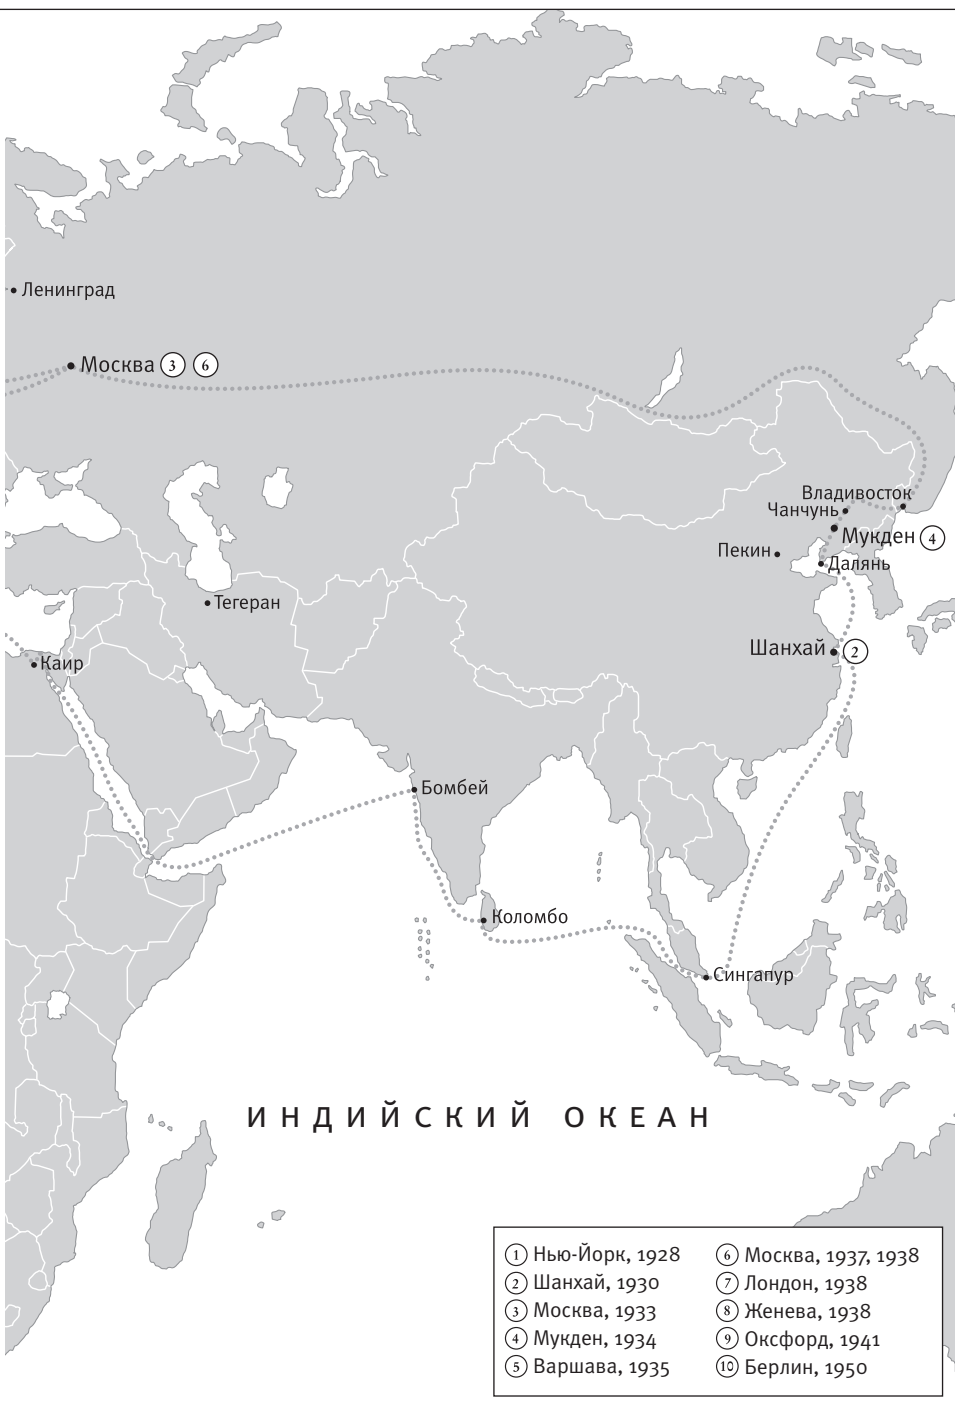 Ленинград
Москва 3 6
Владивосток
Чанчунь
Мукден 4
Пекин
Далянь
Тегеран
Шанхай 2
Каир
Бомбей
Коломбо
Сингапур
ИНДИЙСКИЙ ОКЕАН
1 Нью-Йорк, 1928
2 Шанхай, 1930
3 Москва, 1933
4 Мукден, 1934
5 Варшава, 1935
6 Москва, 1937, 1938
7 Лондон, 1938
8 Женева, 1938
9 Оксфорд, 1941
10 Берлин, 1950